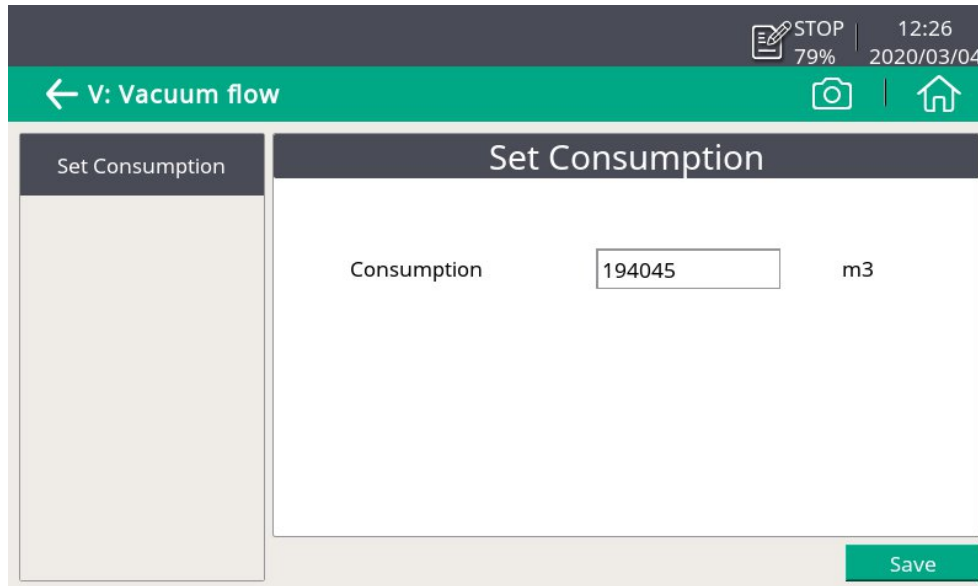 STOP 12:26
79% 2020/03/04
V: Vacuum flow
Set Consumption
Set Consumption
Consumption 194045 m3
Save